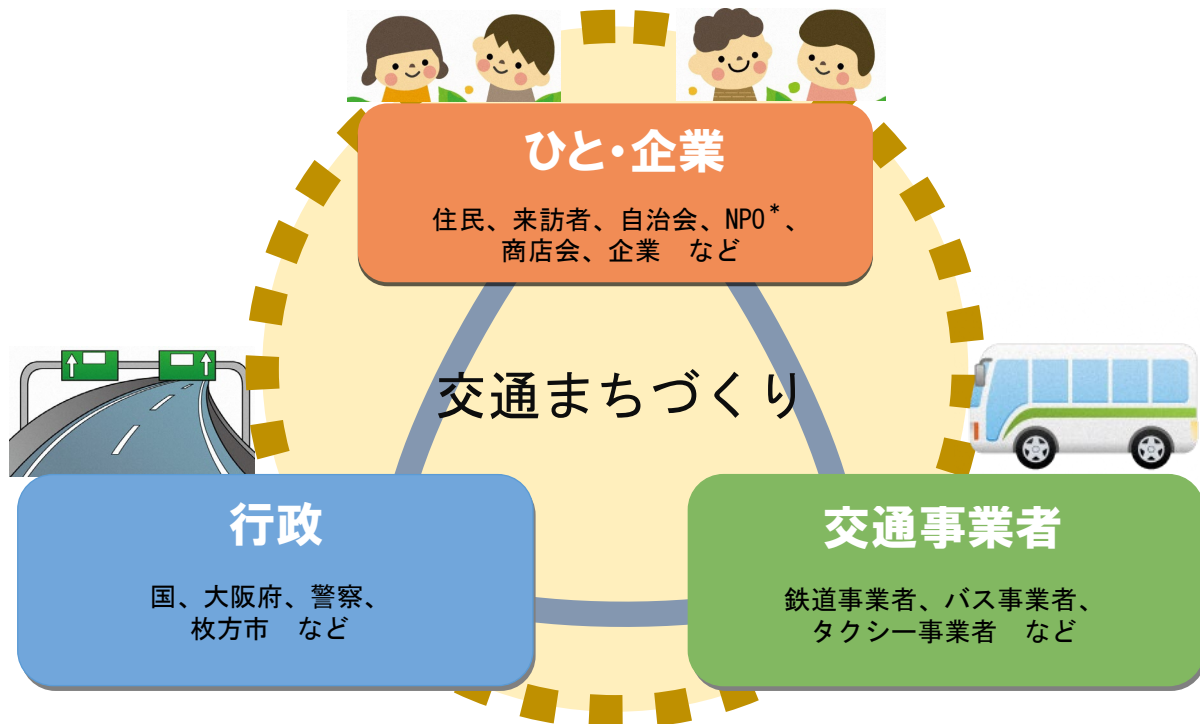 ひと・企業
住民、来訪者、自治会、NPO*、
商店会、企業　など
交通まちづくり
行政
国、大阪府、警察、
枚方市　など
交通事業者
鉄道事業者、バス事業者、
タクシー事業者　など